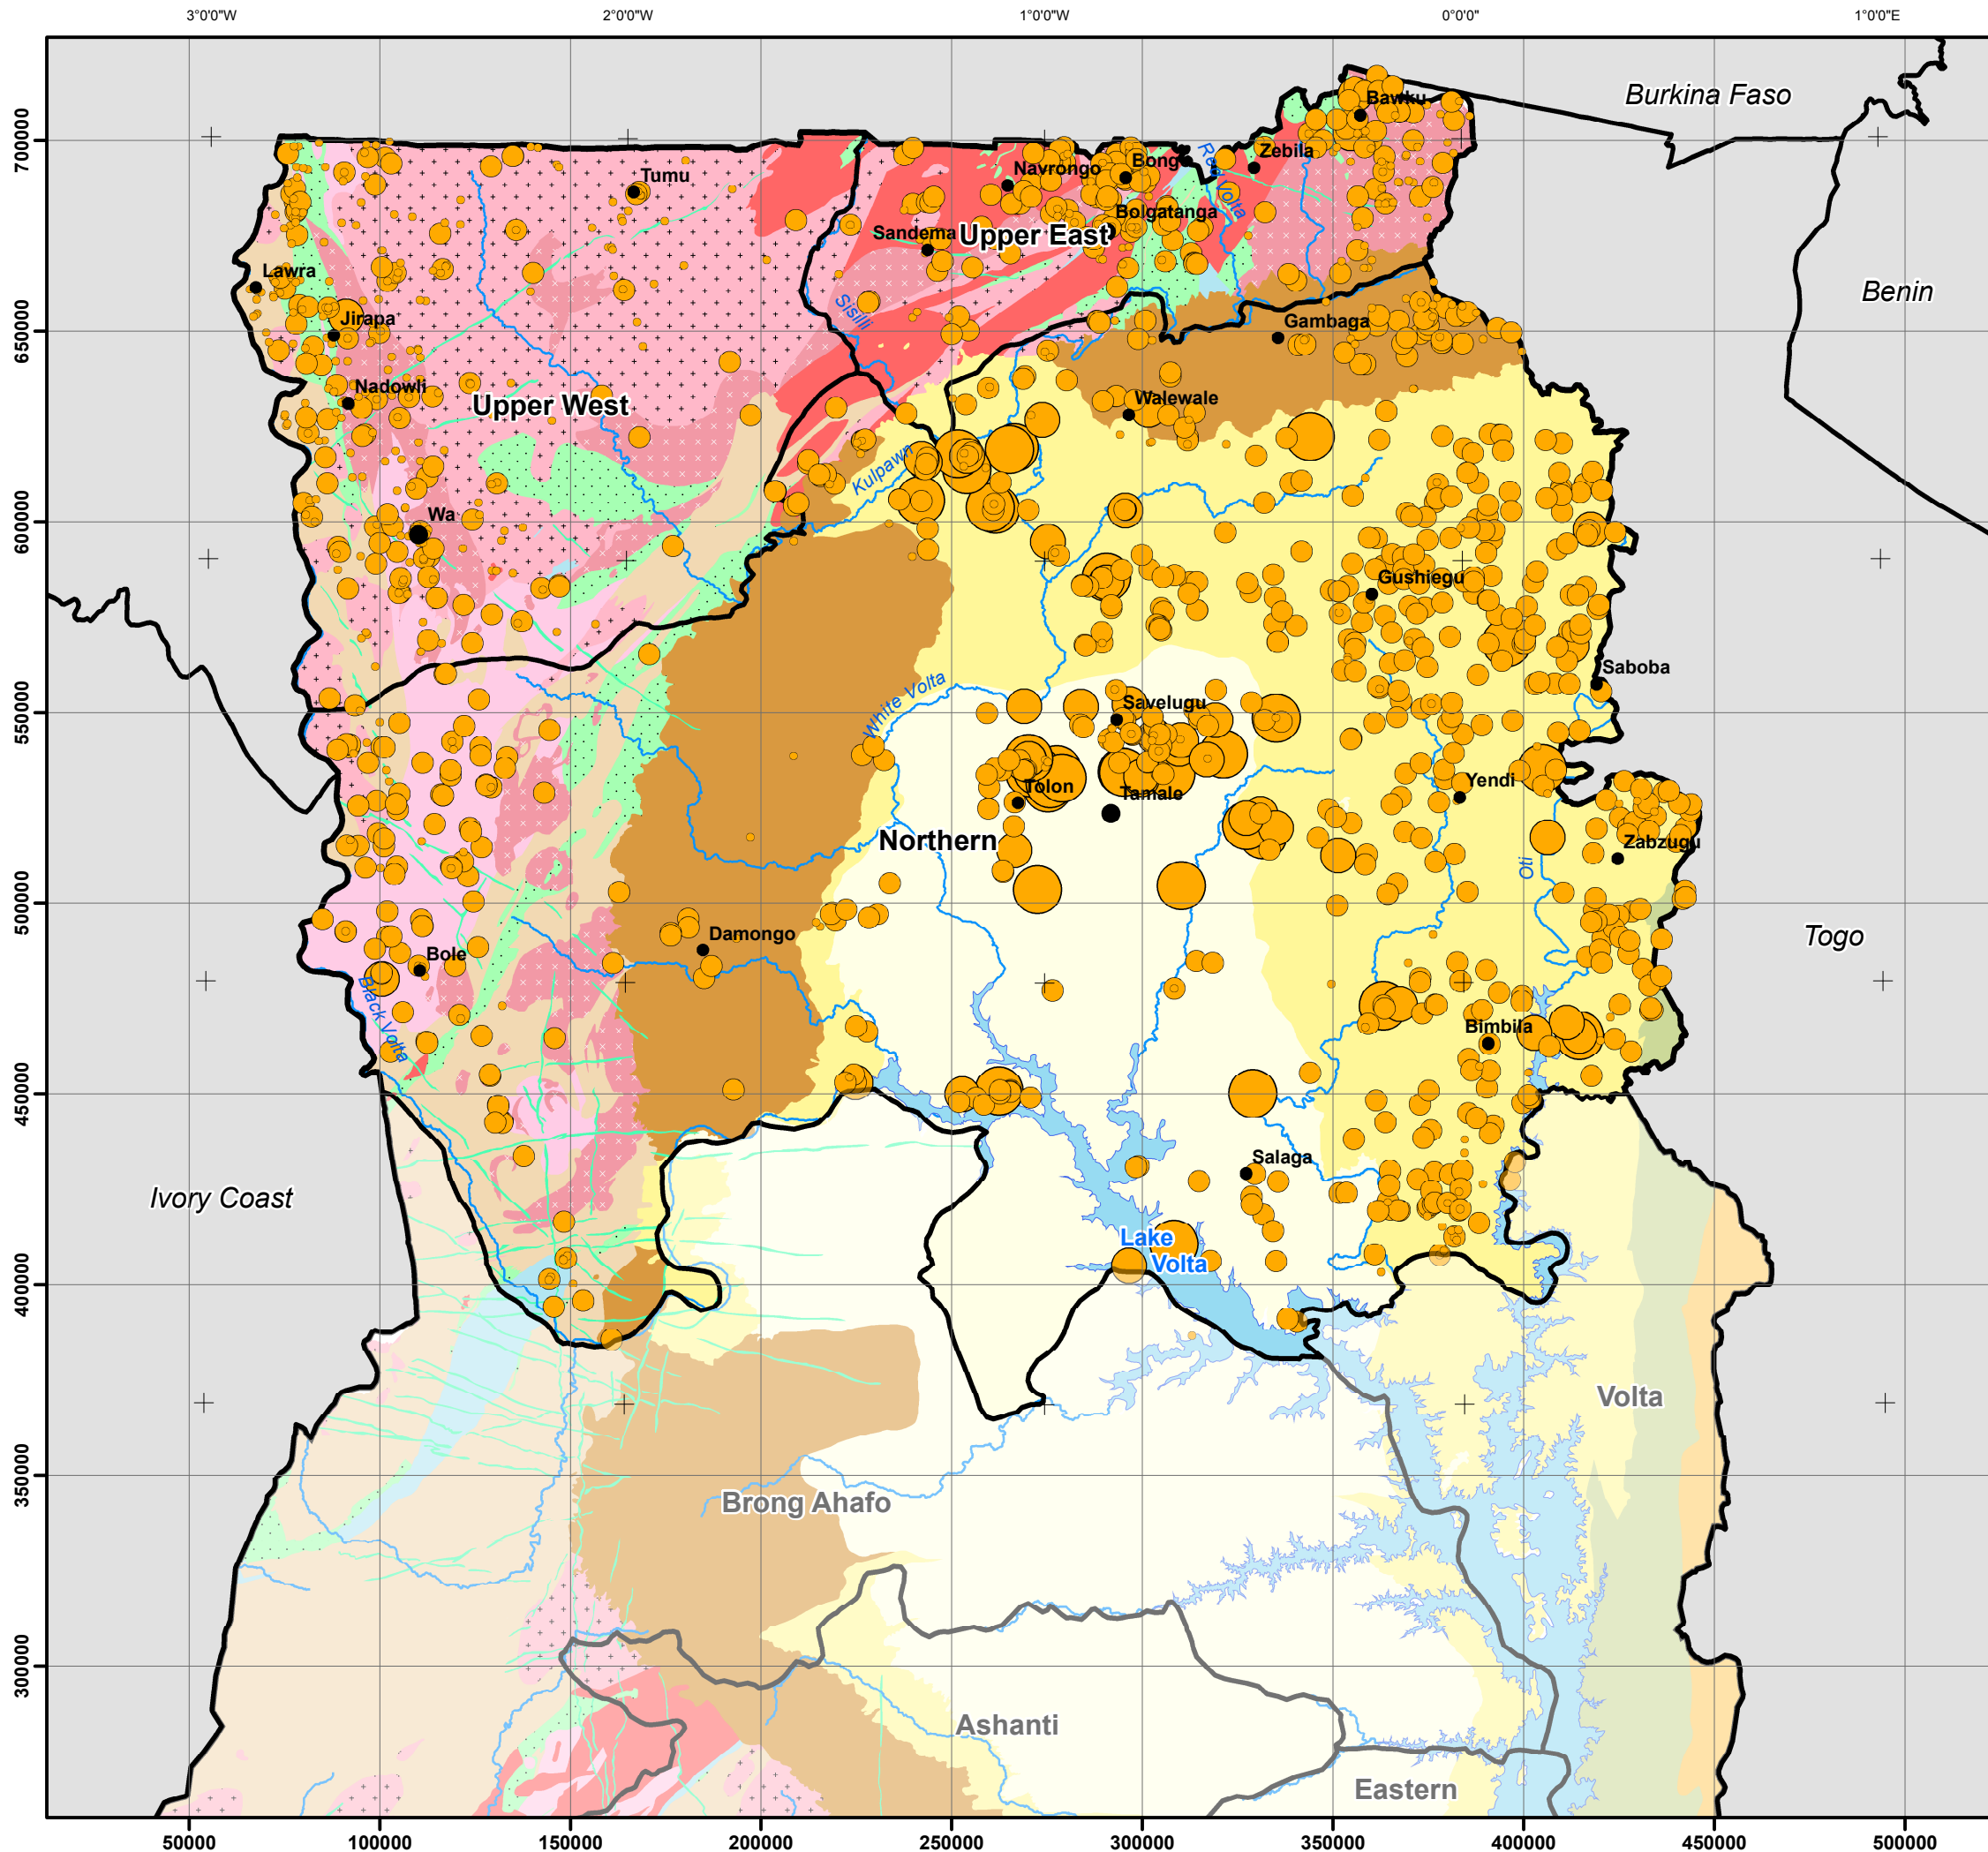 3°0'0"W
2°0'0"W
1°0'0"W
0°0'0"
1°0'0"E
Burkina Faso
Bawku
Zebila
Bong
Navrongo
Tumu
Red Volta
Bolgatanga
Sandema
Upper East
Lawra
Benin
Sisilli
Jirapa
Gambaga
Nadowli
Walewale
Upper West
Kulpawn
Wa
Gushiegu
Saboba
White Volta
Savelugu
Tolon
Tamale
Yendi
Northern
Zabzugu
Oti
Damongo
Togo
Bole
Black Volta
Bimbila
Salaga
Ivory Coast
Lake
Volta
Volta
Brong Ahafo
Ashanti
Eastern
700000
650000
600000
550000
500000
450000
400000
350000
300000
50000
100000
150000
200000
250000
300000
350000
400000
450000
500000